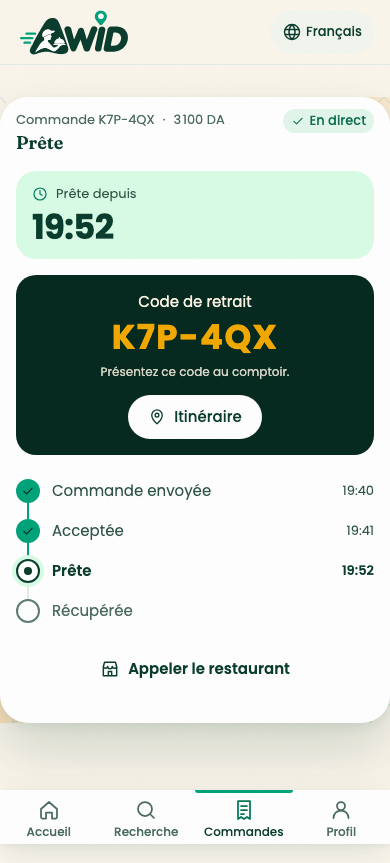 AWID
Français
Commande K7P-4QX · 3 100 DA
En direct
Prête
Prête depuis
19:52
Code de retrait
K7P-4QX
Présentez ce code au comptoir.
Itinéraire
Commande envoyée 19:40
Acceptée 19:41
Prête 19:52
Récupérée
Appeler le restaurant
Accueil Recherche Commandes Profil